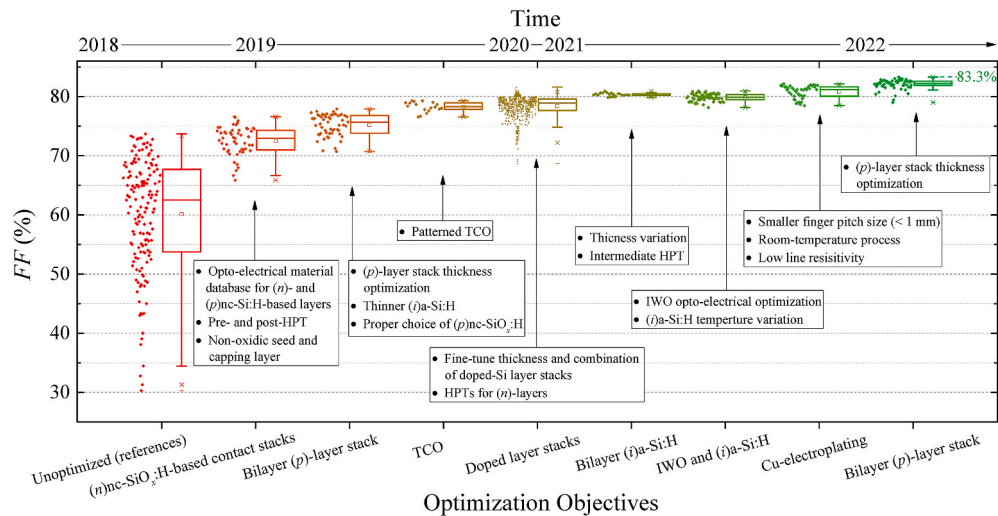 Time
2018 2019 2020 2021 2022
FF (%)
80
70
60
50
40
30
83.3%
(p)-layer stack thickness
optimization
Patterned TCO
Smaller finger pitch size (< 1 mm)
Room-temperature process
Low line resisitivity
Thicness variation
Intermediate HPT
Opto-electrical material
database for (n)- and
(p)nc-Si:H-based layers
Pre- and post-HPT
Non-oxidic seed and
capping layer
(p)-layer stack thickness
optimization
Thinner (i)a-Si:H
Proper choice of (p)nc-SiOx:H
IWO opto-electrical optimization
(i)a-Si:H temperture variation
Fine-tune thickness and combination
of doped-Si layer stacks
HPTs for (n)-layers
Unoptimized (references)
(n)nc-SiOx:H-based contact stacks
Bilayer (p)-layer stack
TCO
Doped layer stacks
Bilayer (i)a-Si:H
IWO and (i)a-Si:H
Cu-electroplating
Bilayer (p)-layer stack
Optimization Objectives